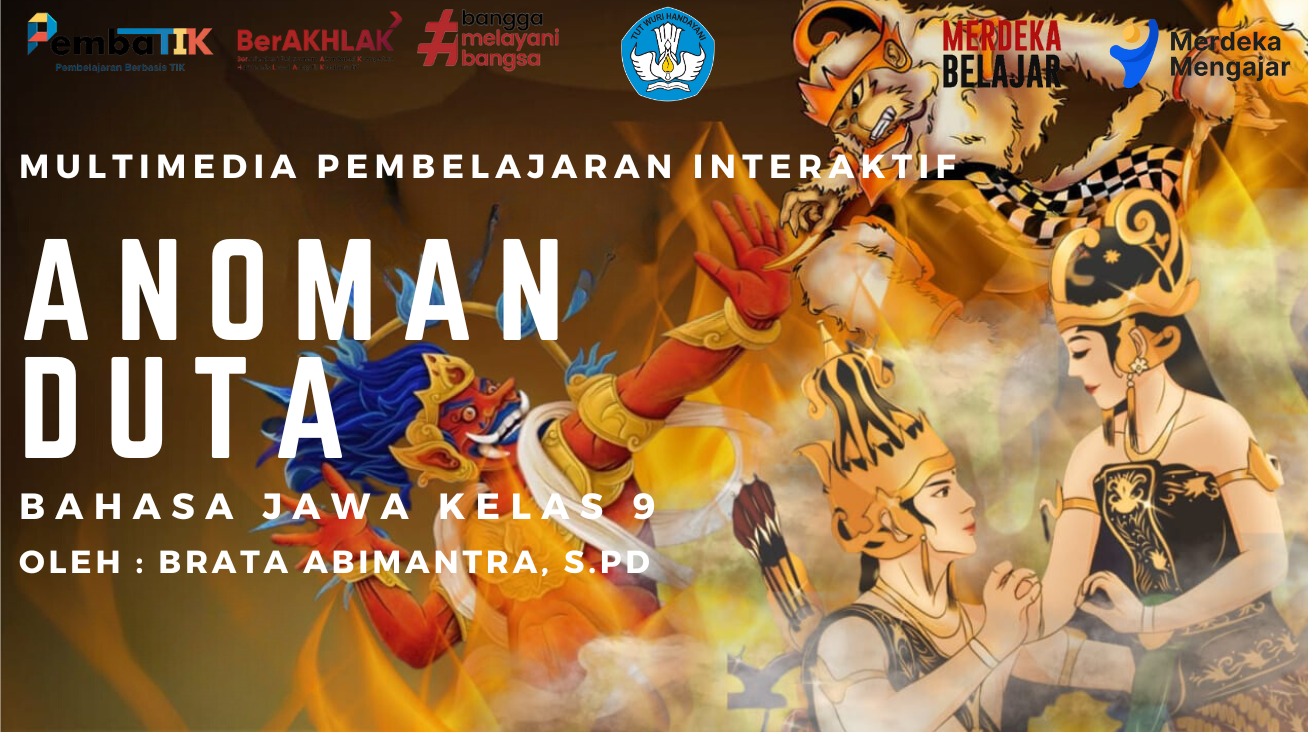 PembaTIK
Pembelajaran Berbasis TIK
BerAKHLAK
#bangga
melayani
bangsa
TUT WURI HANDAYANI
MERDEKA
BELAJAR
Merdeka
Mengajar
MULTIMEDIA PEMBELAJARAN INTERAKTIF
ANOMAN
DUTA
BAHASA JAWA KELAS 9
OLEH : BRATA ABIMANTRA, S.PD